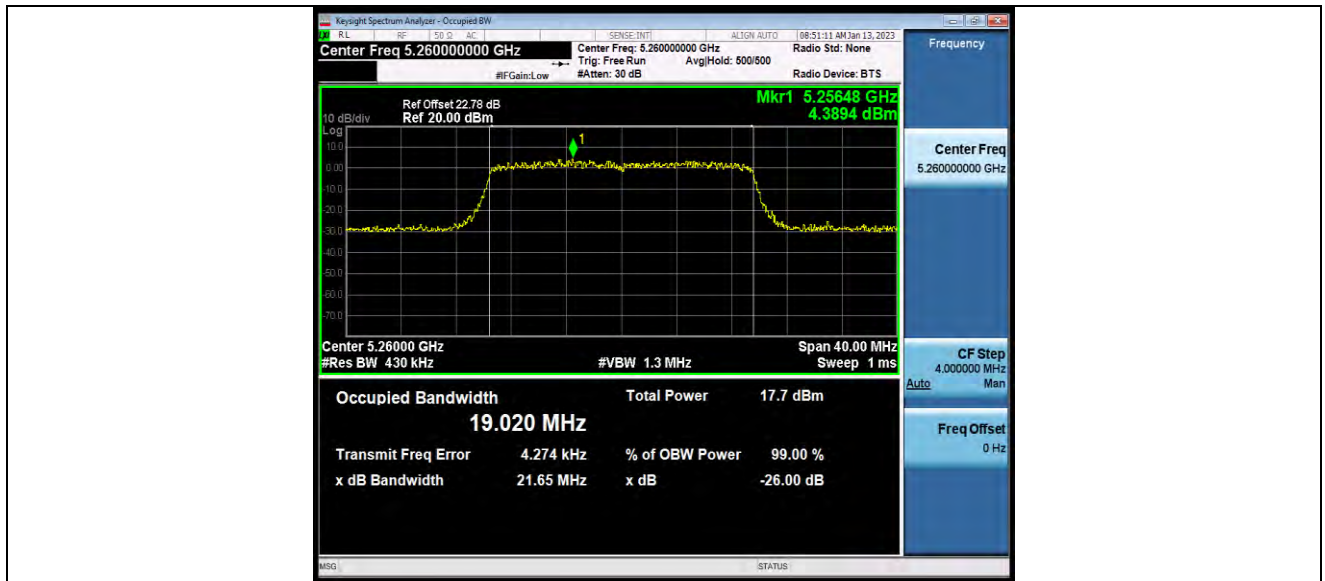 Keysight Spectrum Analyzer - Occupied BW
RL RF 50 Ω AC SENSE:INT ALIGN AUTO 08:51:11 AM Jan 13, 2023
Center Freq 5.260000000 GHz
Center Freq: 5.260000000 GHz Radio Std: None
Trig: Free Run Avg|Hold: 500/500
#IFGain:Low #Atten: 30 dB Radio Device: BTS
Frequency
Mkr1 5.25648 GHz
4.3894 dBm
Ref Offset 22.78 dB
10 dB/div Ref 20.00 dBm
Log
10.0
0.00
-10.0
-20.0
-30.0
-40.0
-50.0
-60.0
-70.0
1
Center Freq
5.260000000 GHz
Center 5.26000 GHz Span 40.00 MHz
#Res BW 430 kHz #VBW 1.3 MHz Sweep 1 ms
CF Step
4.000000 MHz
Auto Man
Occupied Bandwidth Total Power 17.7 dBm
19.020 MHz
Freq Offset
0 Hz
Transmit Freq Error 4.274 kHz % of OBW Power 99.00 %
x dB Bandwidth 21.65 MHz x dB -26.00 dB
MSG STATUS